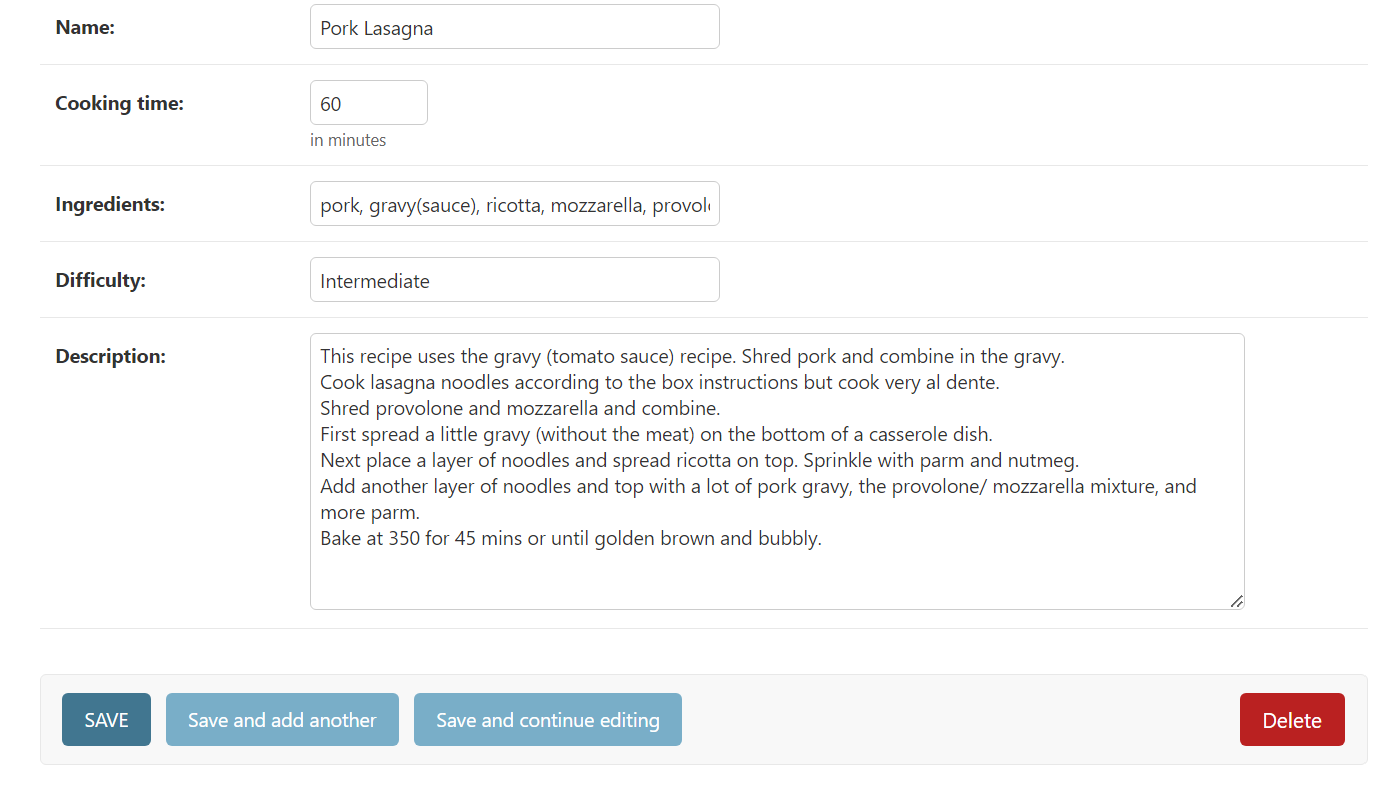 Name: Pork Lasagna
Cooking time: 60
in minutes
Ingredients: pork, gravy(sauce), ricotta, mozzarella,
Difficulty: Intermediate
Description: This recipe uses the gravy (tomato sauce) recipe. Shred pork and combine in the gravy.
Cook lasagna noodles according to the box instructions but cook very al dente.
Shred provolone and mozzarella and combine.
First spread a little gravy (without the meat) on the bottom of a casserole dish.
Next place a layer of noodles and spread ricotta on top. Sprinkle with parm and nutmeg.
Add another layer of noodles and top with a lot of pork gravy, the provolone/ mozzarella mixture, and
more parm.
Bake at 350 for 45 mins or until golden brown and bubbly.
SAVE Save and add another Save and continue editing Delete